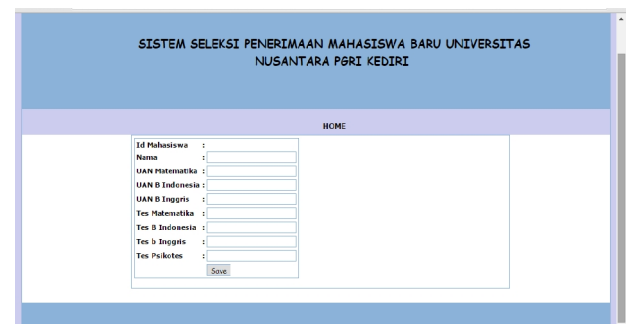 SISTEM SELEKSI PENERIMAAN MAHASISWA BARU UNIVERSITAS
NUSANTARA PGRI KEDIRI
HOME
Id Mahasiswa :
Nama :
UAN Matematika :
UAN B Indonesia :
UAN B Inggris :
Tes Matematika :
Tes B Indonesia :
Tes b Inggris :
Tes Psikotes :
Save